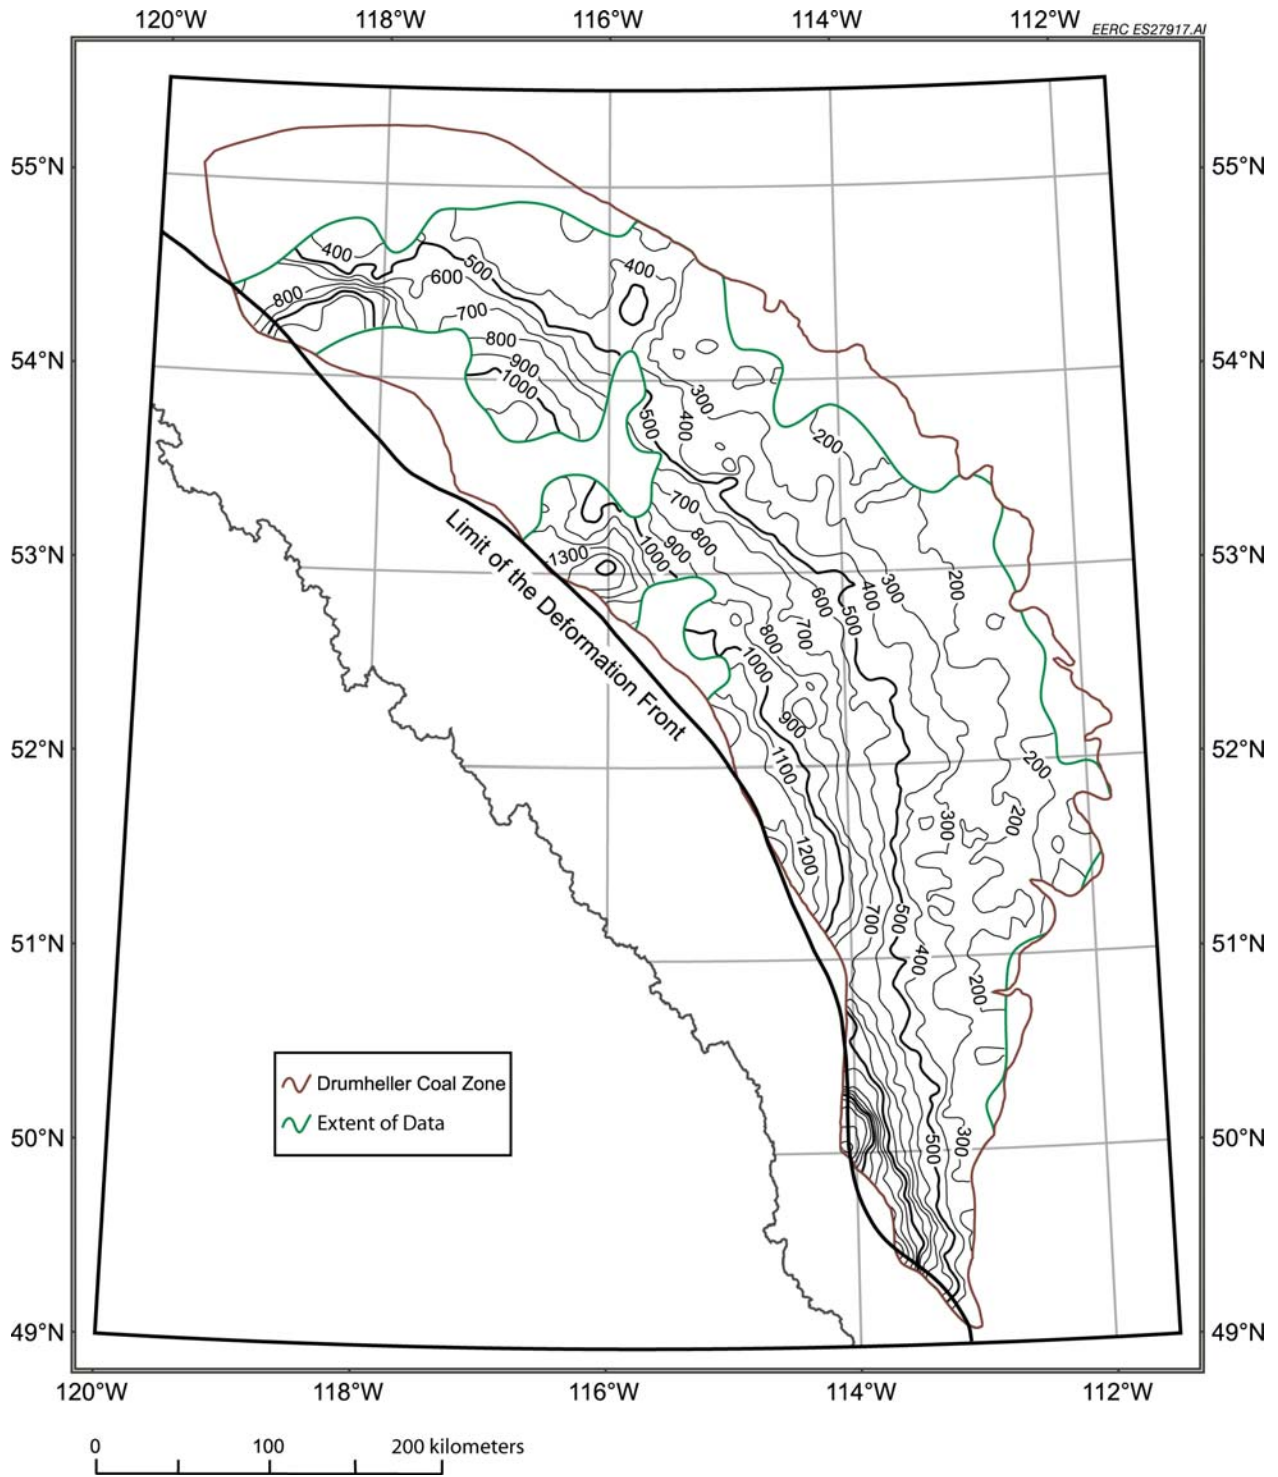 120°W 118°W 116°W 114°W 112°W
EERC ES27917.AI
55°N 55°N
400
500
400
600
800
700
54°N 54°N
800
900
1000
300
500
400
200
700
800
900
1000
53°N 53°N
1300
200
300
400
600
500
Limit of the Deformation Front
700
800
1000
900
52°N 52°N
200
1100
300
200
1200
700
500
51°N 51°N
400
200
Drumheller Coal Zone
Extent of Data
50°N 50°N
300
500
49°N 49°N
120°W 118°W 116°W 114°W 112°W
0 100 200 kilometers